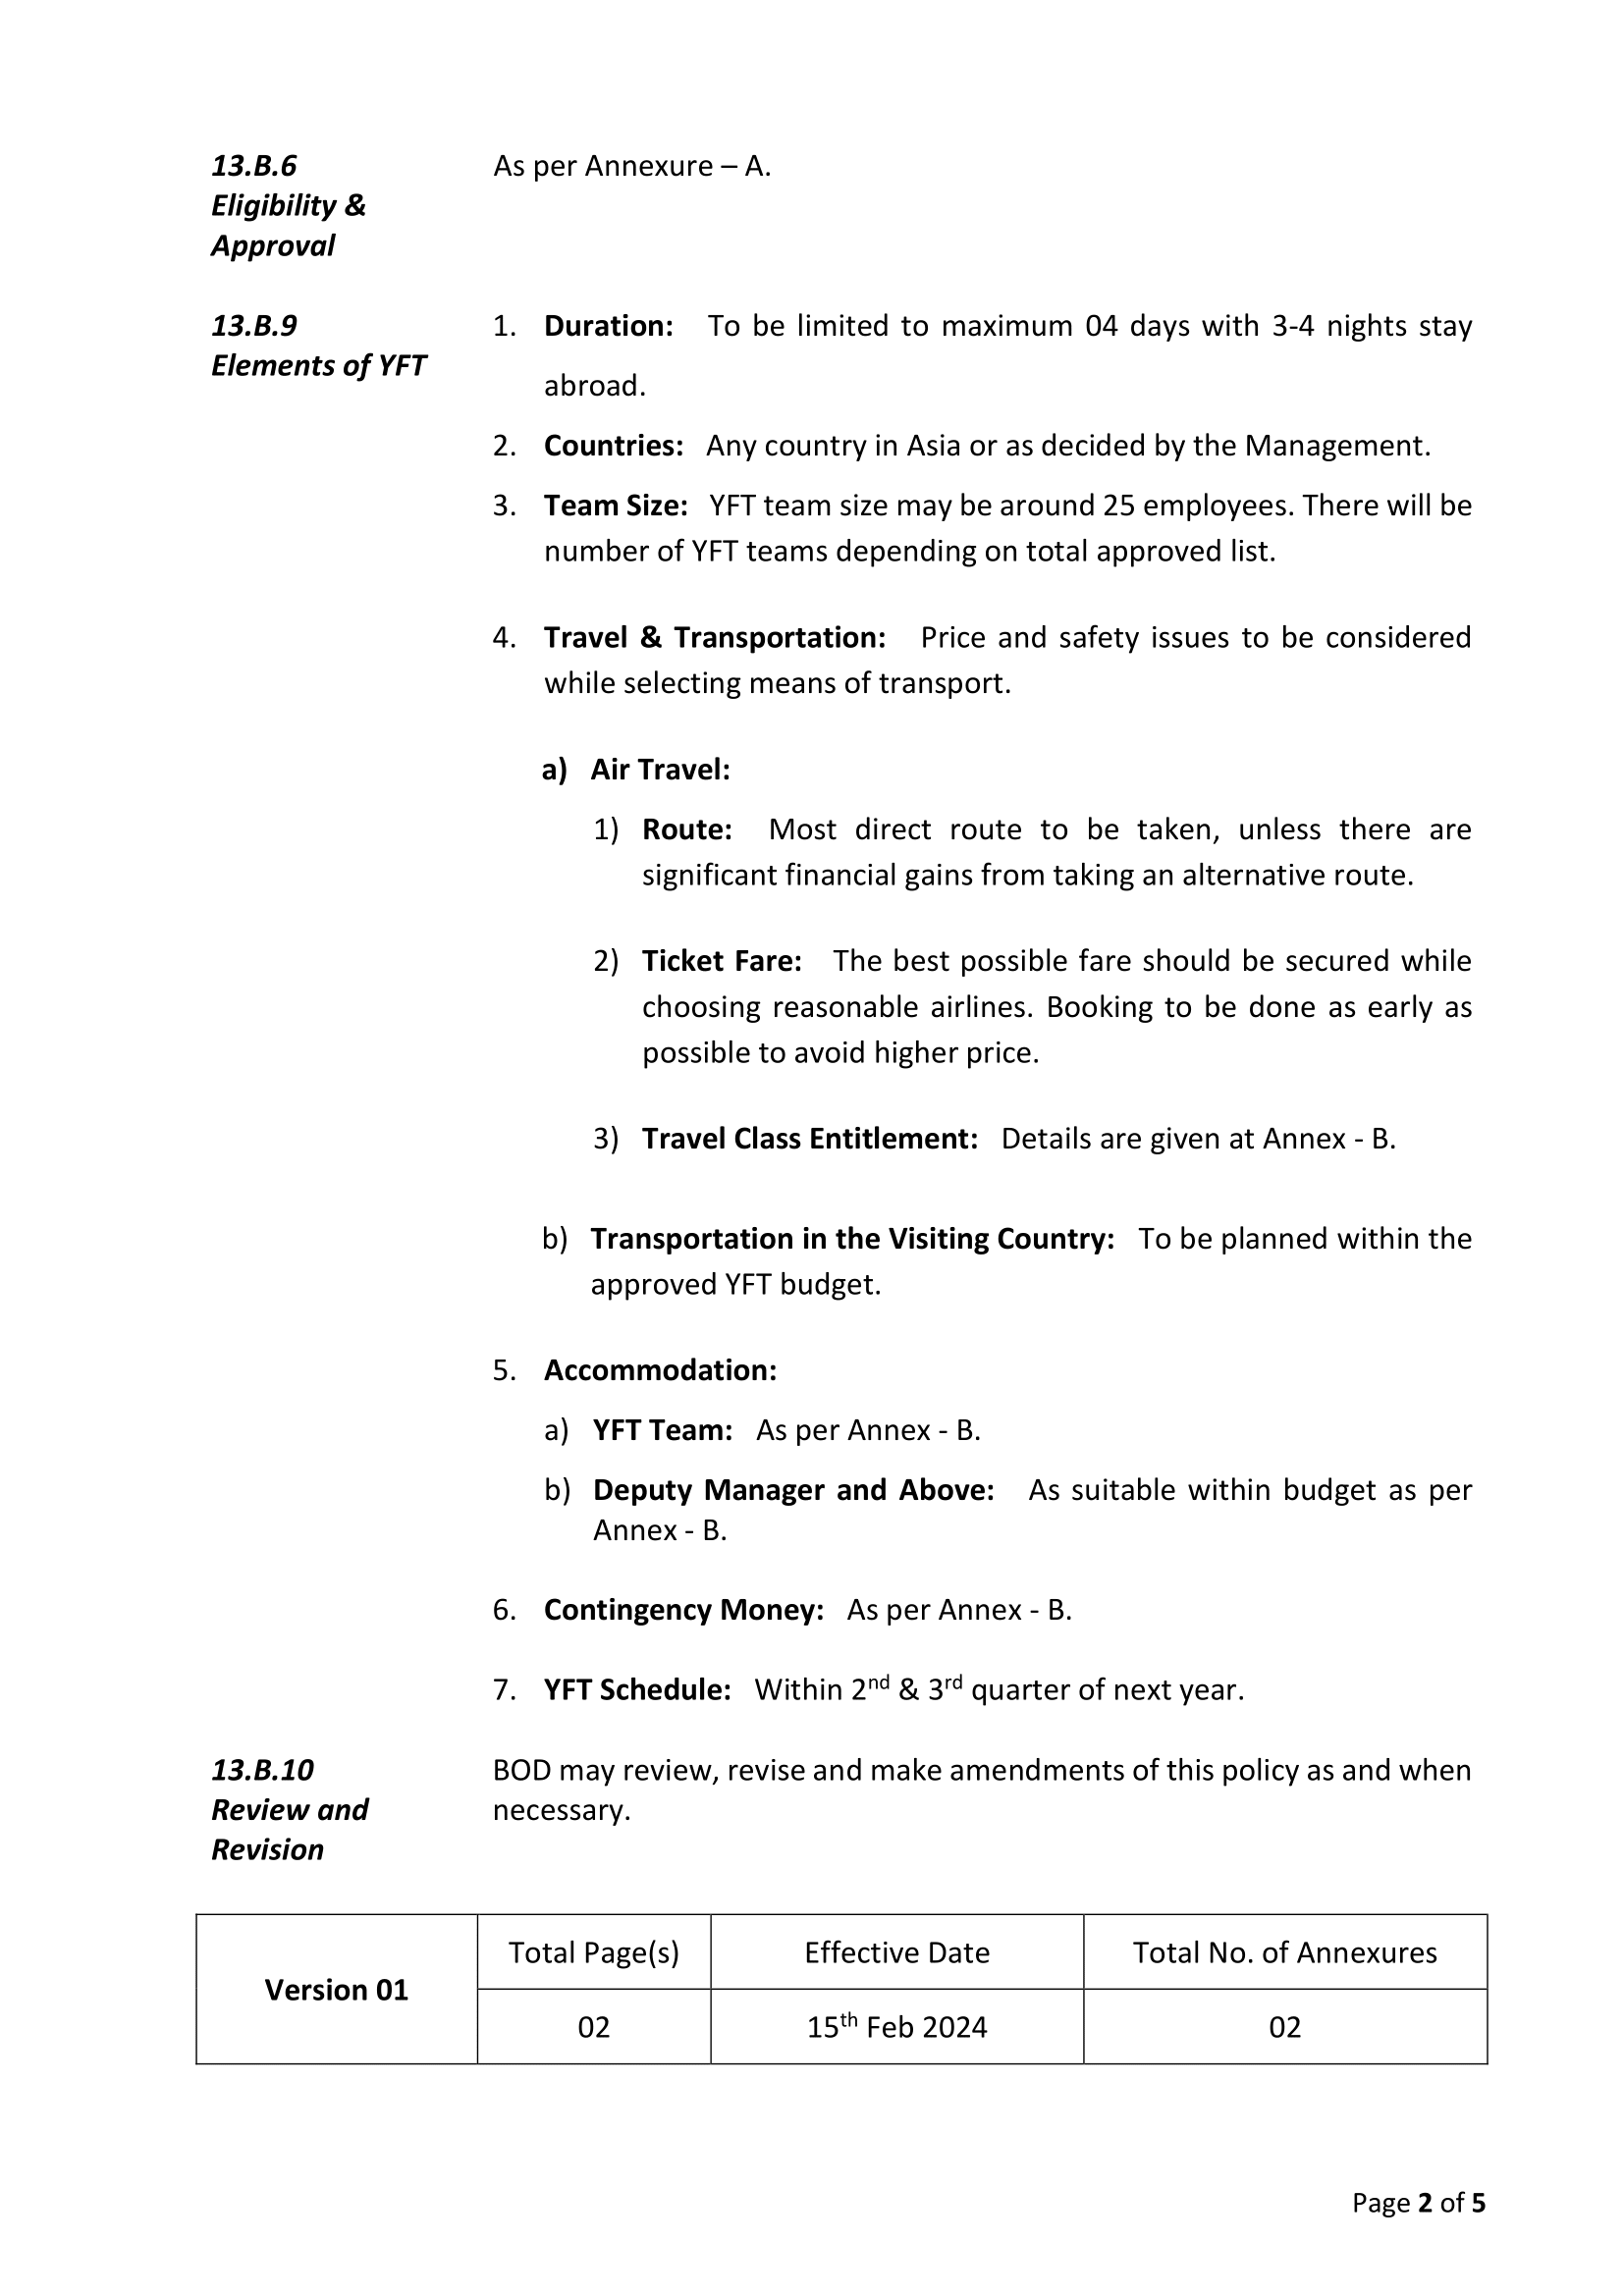 13.B.6
Eligibility &
Approval
As per Annexure – A.
13.B.9
Elements of YFT
1. Duration: To be limited to maximum 04 days with 3-4 nights stay
abroad.
2. Countries: Any country in Asia or as decided by the Management.
3. Team Size: YFT team size may be around 25 employees. There will be
number of YFT teams depending on total approved list.
4. Travel & Transportation: Price and safety issues to be considered
while selecting means of transport.
a) Air Travel:
1) Route: Most direct route to be taken, unless there are
significant financial gains from taking an alternative route.
2) Ticket Fare: The best possible fare should be secured while
choosing reasonable airlines. Booking to be done as early as
possible to avoid higher price.
3) Travel Class Entitlement: Details are given at Annex - B.
b) Transportation in the Visiting Country: To be planned within the
approved YFT budget.
5. Accommodation:
a) YFT Team: As per Annex - B.
b) Deputy Manager and Above: As suitable within budget as per
Annex - B.
6. Contingency Money: As per Annex - B.
7. YFT Schedule: Within 2nd & 3rd quarter of next year.
13.B.10
Review and
Revision
BOD may review, revise and make amendments of this policy as and when
necessary.
Version 01
Total Page(s) Effective Date Total No. of Annexures
02 15th Feb 2024 02
Page 2 of 5